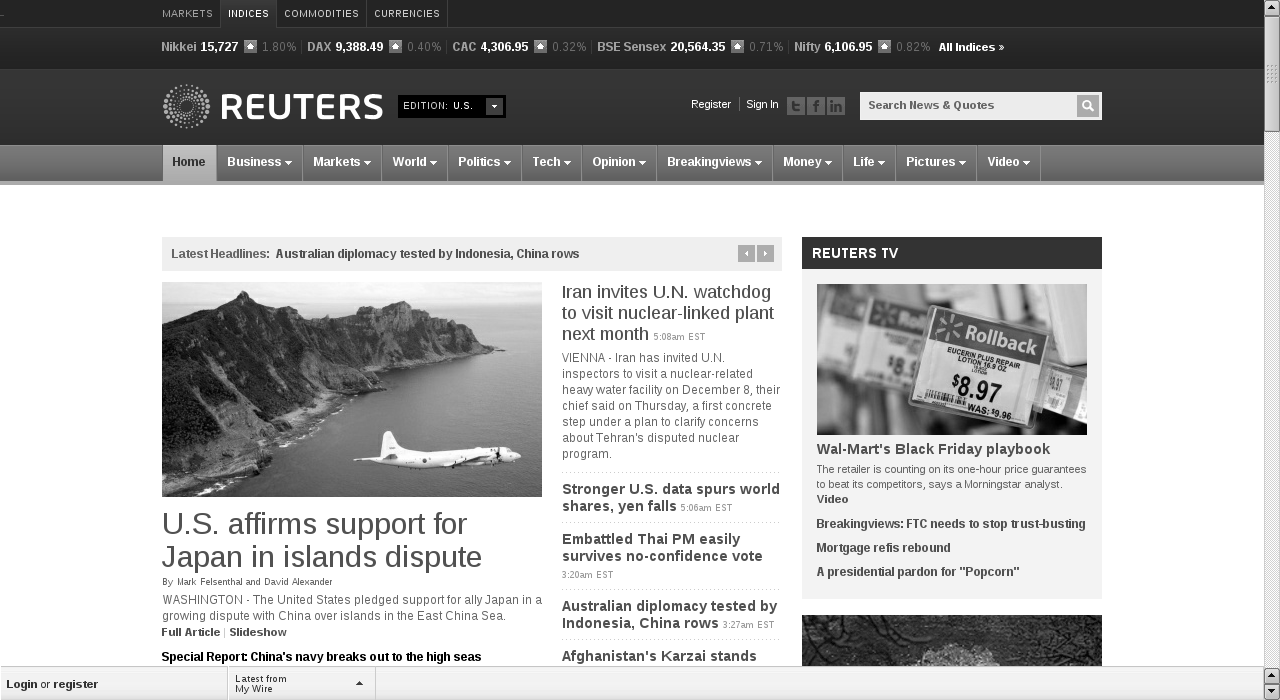 MARKETS INDICES COMMODITIES CURRENCIES
Nikkei 15,727 1.80% DAX 9,388.49 0.40% CAC 4,306.95 0.32% BSE Sensex 20,564.35 0.71% Nifty 6,106.95 0.82% All Indices »
REUTERS EDITION: U.S. Register Sign In Search News & Quotes
Home Business Markets World Politics Tech Opinion Breakingviews Money Life Pictures Video
Latest Headlines: Australian diplomacy tested by Indonesia, China rows
U.S. affirms support for
Japan in islands dispute
By Mark Felsenthal and David Alexander
WASHINGTON - The United States pledged support for ally Japan in a
growing dispute with China over islands in the East China Sea.
Full Article | Slideshow
Special Report: China's navy breaks out to the high seas
Iran invites U.N. watchdog
to visit nuclear-linked plant
next month 5:08am EST
VIENNA - Iran has invited U.N.
inspectors to visit a nuclear-related
heavy water facility on December 8, their
chief said on Thursday, a first concrete
step under a plan to clarify concerns
about Tehran's disputed nuclear
program.
Stronger U.S. data spurs world
shares, yen falls 5:06am EST
Embattled Thai PM easily
survives no-confidence vote
3:20am EST
Australian diplomacy tested by
Indonesia, China rows 3:27am EST
Afghanistan's Karzai stands
REUTERS TV
Rollback
EUCERIN PLUS REPAIR
LOTION 16.9 OZ
$8.97
WAS: $9.96
Wal-Mart's Black Friday playbook
The retailer is counting on its one-hour price guarantees
to beat its competitors, says a Morningstar analyst.
Video
Breakingviews: FTC needs to stop trust-busting
Mortgage refis rebound
A presidential pardon for "Popcorn"
Login or register
Latest from
My Wire